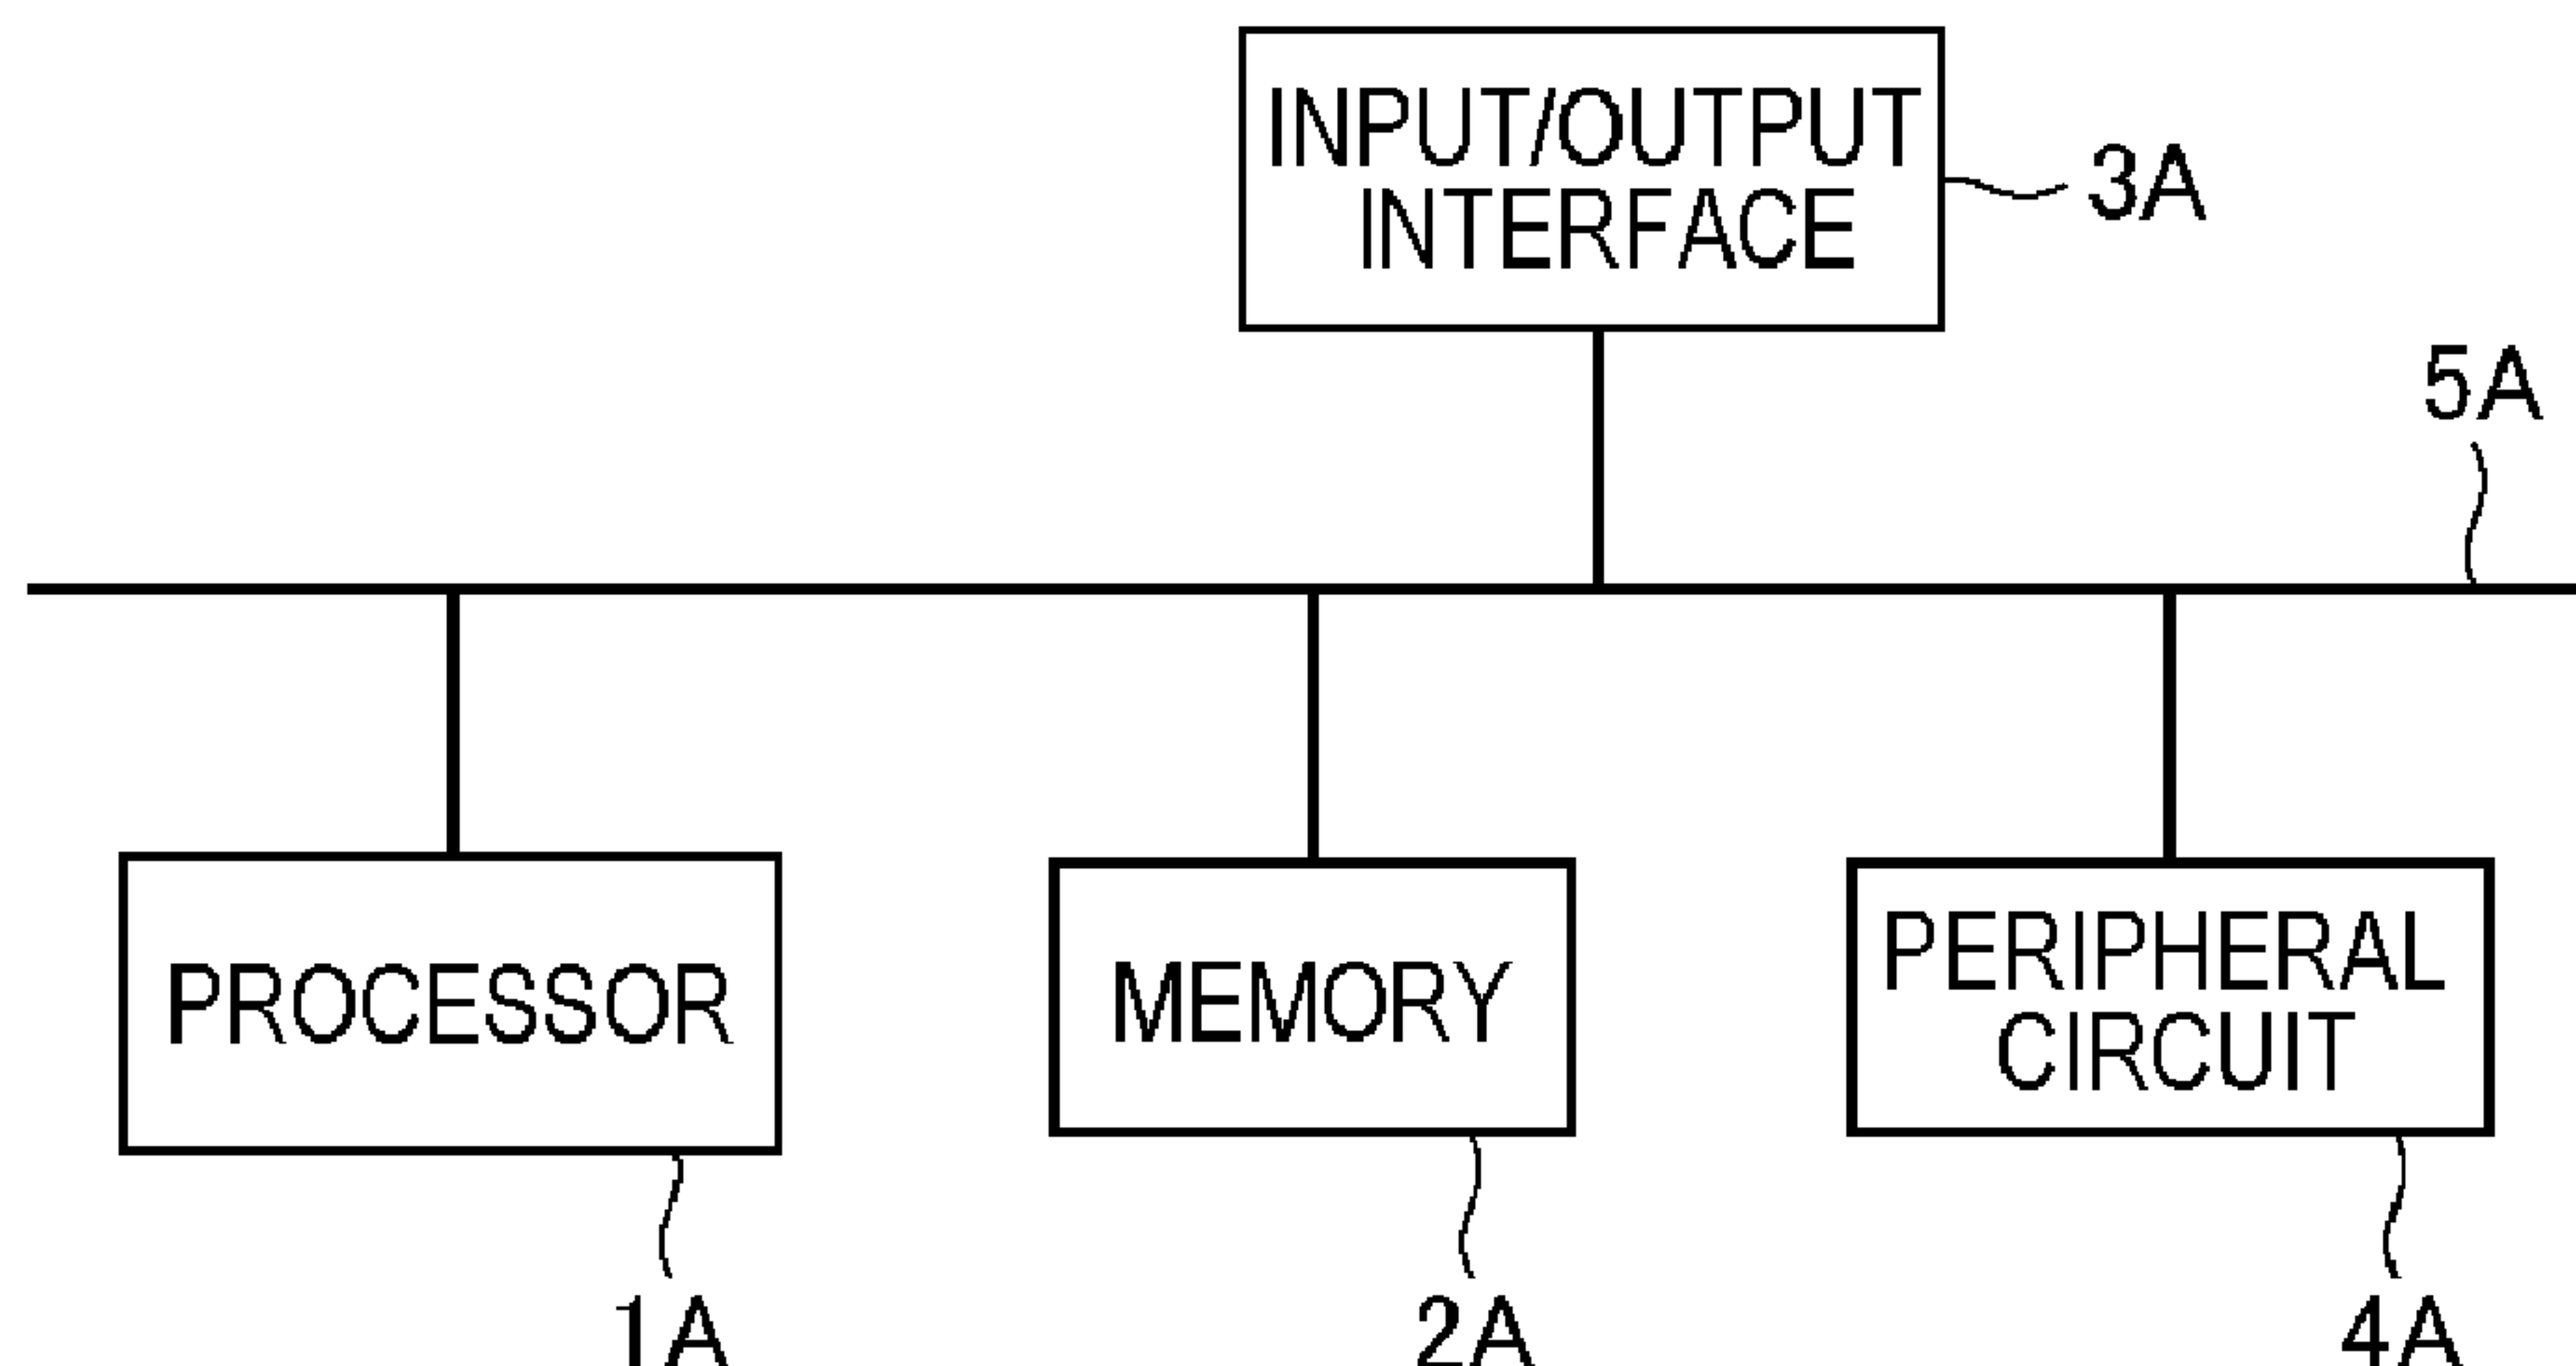 INPUT/OUTPUT
INTERFACE
3A
5A
PROCESSOR
MEMORY
PERIPHERAL
CIRCUIT
1A
2A
4A